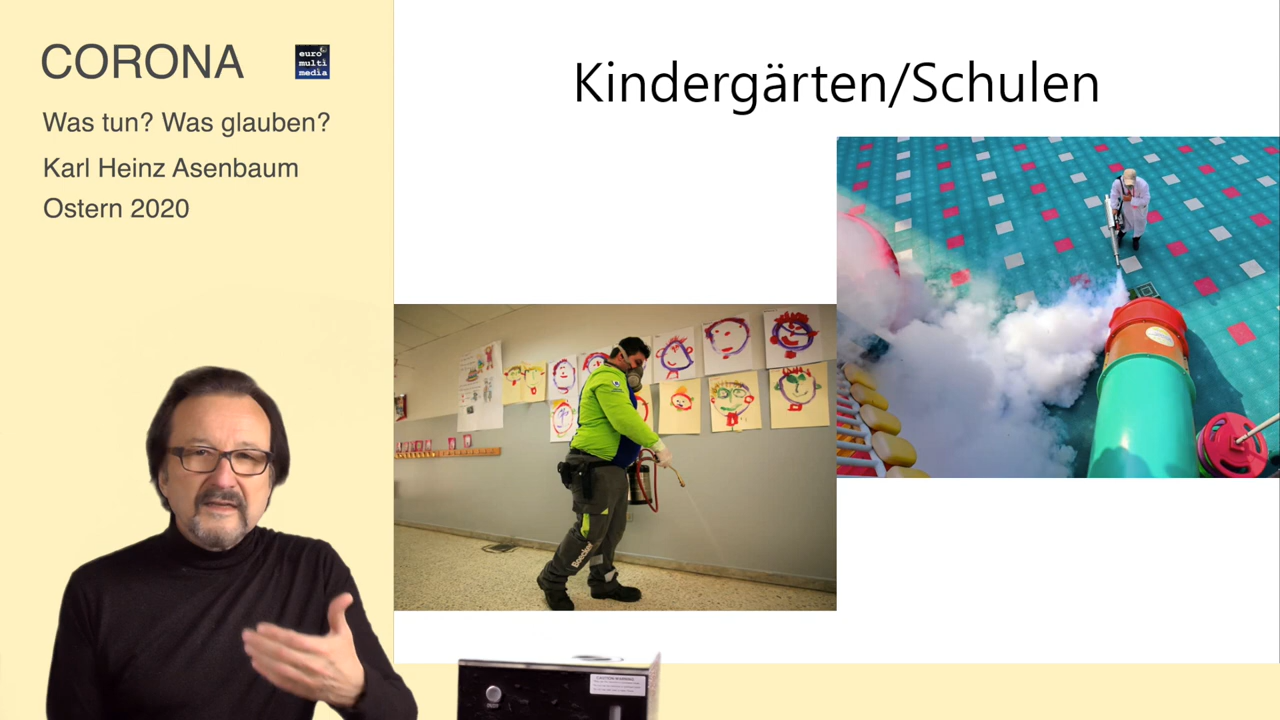 CORONA
euro
multi
media
Was tun? Was glauben?
Karl Heinz Asenbaum
Ostern 2020
Kindergärten/Schulen